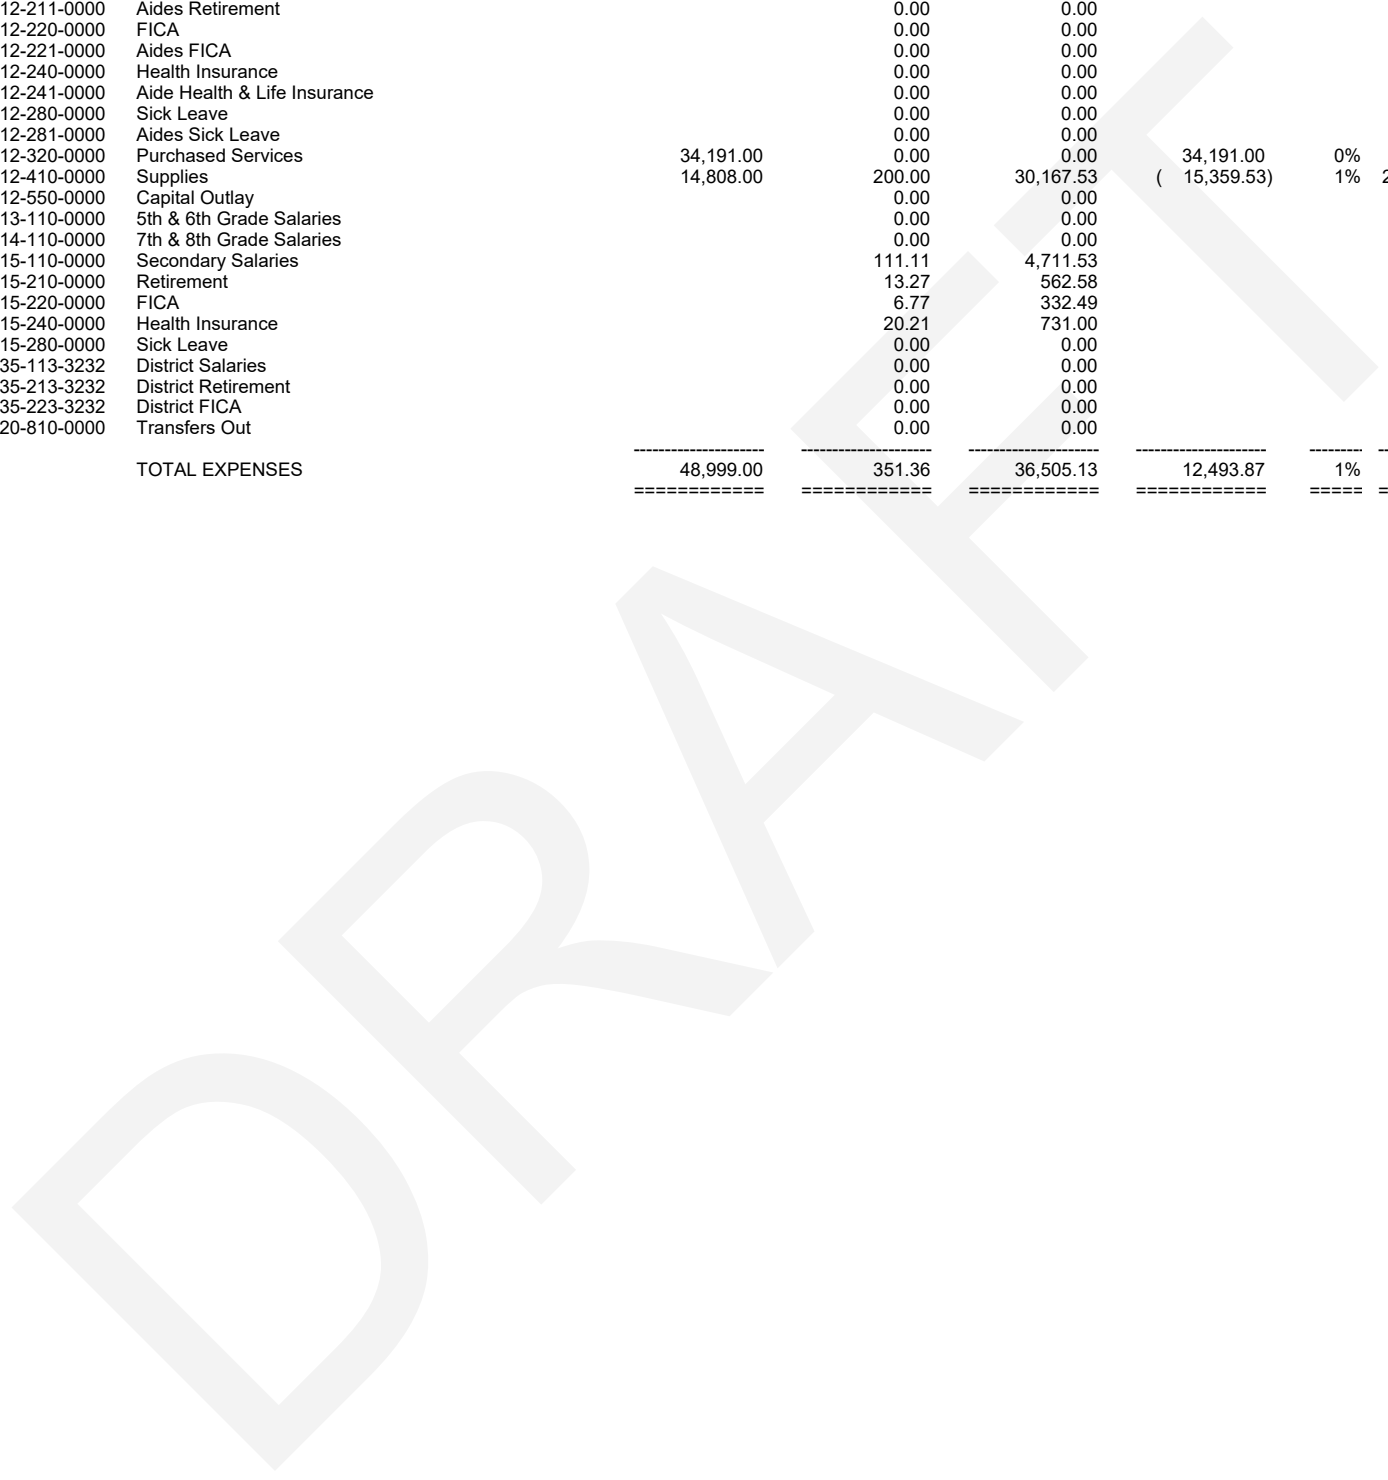 12-211-0000 Aides Retirement 0.00 0.00
12-220-0000 FICA 0.00 0.00
12-221-0000 Aides FICA 0.00 0.00
12-240-0000 Health Insurance 0.00 0.00
12-241-0000 Aide Health & Life Insurance 0.00 0.00
12-280-0000 Sick Leave 0.00 0.00
12-281-0000 Aides Sick Leave 0.00 0.00
12-320-0000 Purchased Services 34,191.00 0.00 0.00 34,191.00 0%
12-410-0000 Supplies 14,808.00 200.00 30,167.53 ( 15,359.53) 1%
12-550-0000 Capital Outlay 0.00 0.00
13-110-0000 5th & 6th Grade Salaries 0.00 0.00
14-110-0000 7th & 8th Grade Salaries 0.00 0.00
15-110-0000 Secondary Salaries 111.11 4,711.53
15-210-0000 Retirement 13.27 562.58
15-220-0000 FICA 6.77 332.49
15-240-0000 Health Insurance 20.21 731.00
15-280-0000 Sick Leave 0.00 0.00
35-113-3232 District Salaries 0.00 0.00
35-213-3232 District Retirement 0.00 0.00
35-223-3232 District FICA 0.00 0.00
20-810-0000 Transfers Out 0.00 0.00
--------------------- --------------------- --------------------- --------------------- -------- --
TOTAL EXPENSES 48,999.00 351.36 36,505.13 12,493.87 1%
============ ============ ============ ============ ===== =
DRAFT